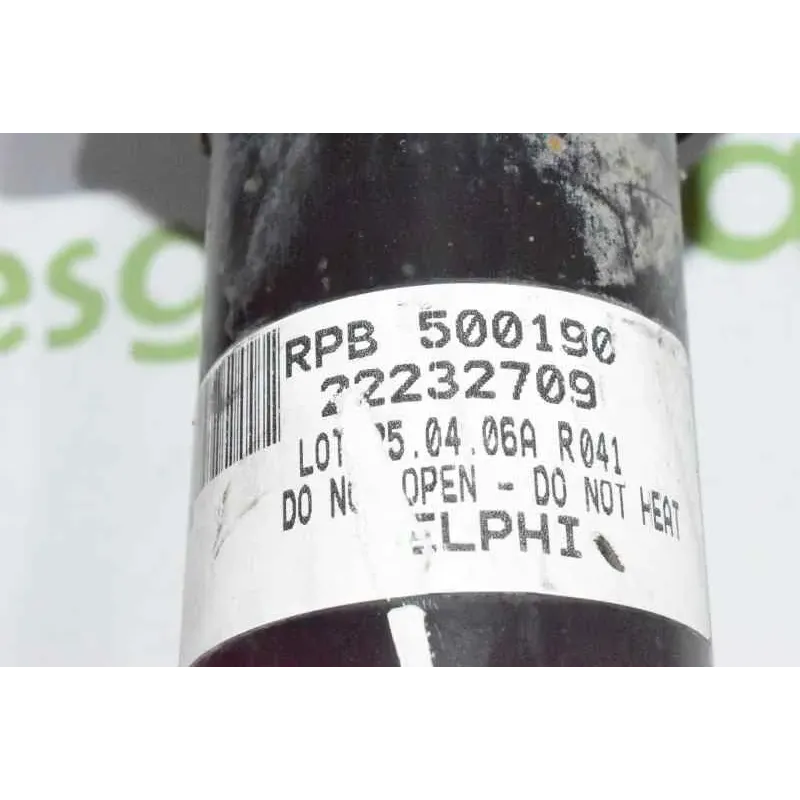 RPB 500190
22232709
LOT 25.04.06A R041
DO NOT OPEN - DO NOT HEAT
DELPHI